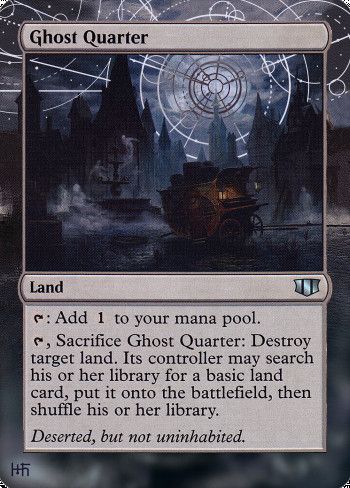 Ghost Quarter
Land
: Add 1 to your mana pool.
, Sacrifice Ghost Quarter: Destroy
target land. Its controller may search
his or her library for a basic land
card, put it onto the battlefield, then
shuffle his or her library.
Deserted, but not uninhabited.